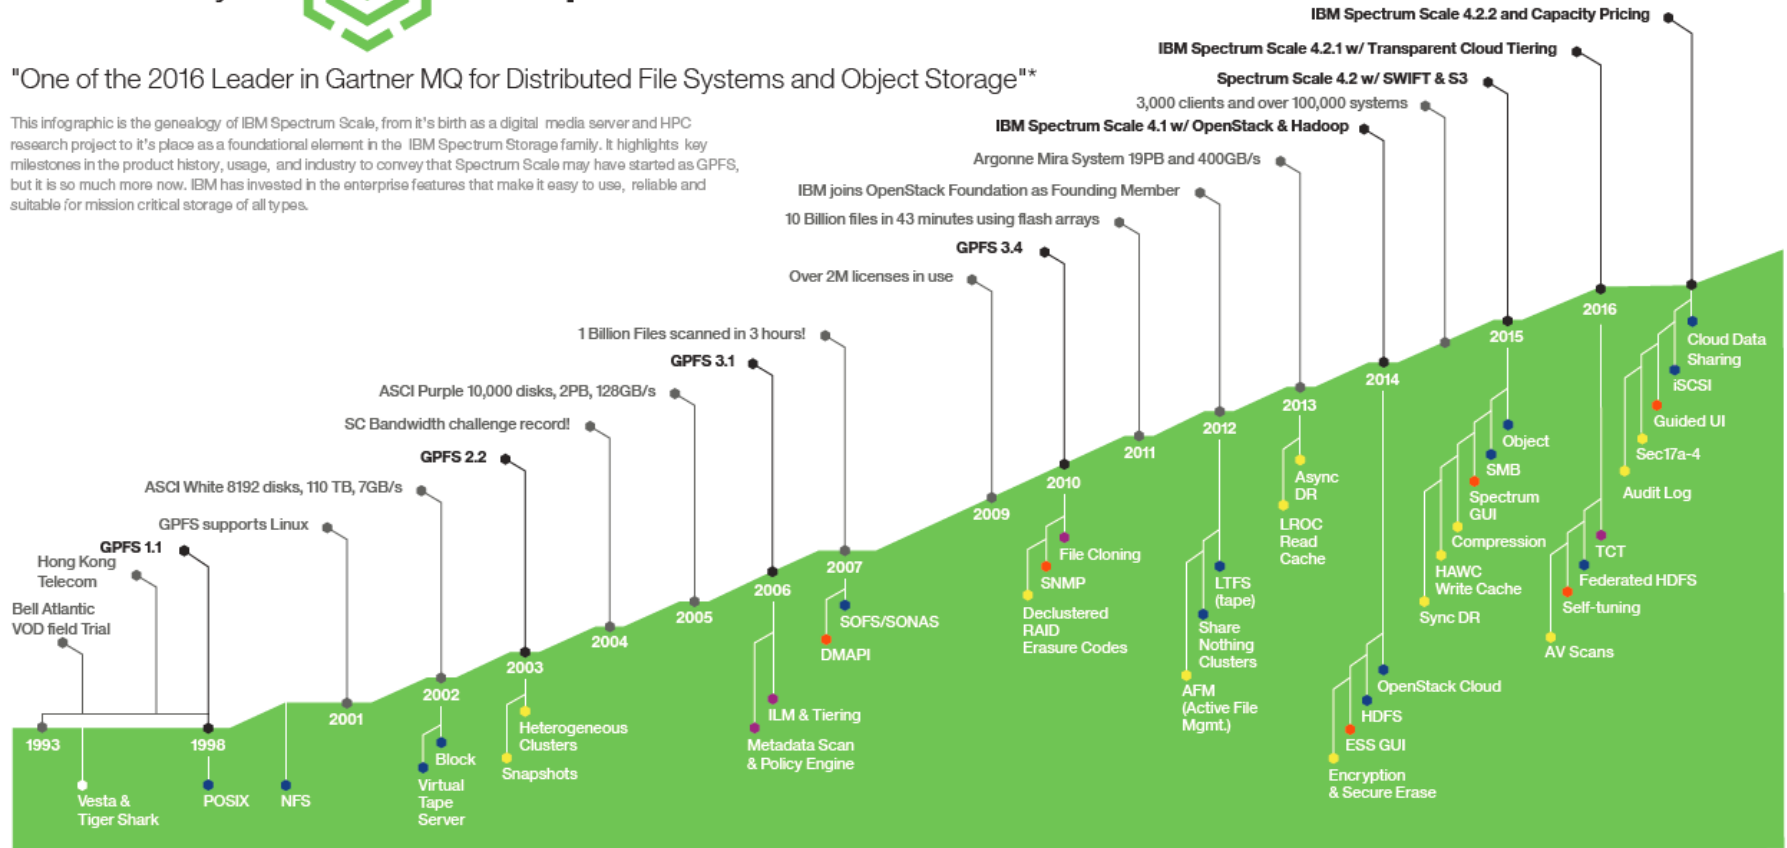 "One of the 2016 Leader in Gartner MQ for Distributed File Systems and Object Storage"*
This infographic is the genealogy of IBM Spectrum Scale, from it's birth as a digital media server and HPC
research project to it's place as a foundational element in the IBM Spectrum Storage family. It highlights key
milestones in the product history, usage, and industry to convey that Spectrum Scale may have started as GPFS,
but it is so much more now. IBM has invested in the enterprise features that make it easy to use, reliable and
suitable for mission critical storage of all types.
IBM Spectrum Scale 4.2.2 and Capacity Pricing
IBM Spectrum Scale 4.2.1 w/ Transparent Cloud Tiering
Spectrum Scale 4.2 w/ SWIFT & S3
3,000 clients and over 100,000 systems
IBM Spectrum Scale 4.1 w/ OpenStack & Hadoop
Argonne Mira System 19PB and 400GB/s
IBM joins OpenStack Foundation as Founding Member
10 Billion files in 43 minutes using flash arrays
GPFS 3.4
Over 2M licenses in use
1 Billion Files scanned in 3 hours!
GPFS 3.1
ASCI Purple 10,000 disks, 2PB, 128GB/s
SC Bandwidth challenge record!
GPFS 2.2
ASCI White 8192 disks, 110 TB, 7GB/s
GPFS supports Linux
GPFS 1.1
Hong Kong
Telecom
Bell Atlantic
VOD field Trial
1993
1998
2001
2002
2003
2004
2005
2006
2007
2009
2010
2011
2012
2013
2014
2015
2016
Vesta &
Tiger Shark
POSIX
NFS
Block
Virtual
Tape
Server
Heterogeneous
Clusters
Snapshots
ILM & Tiering
Metadata Scan
& Policy Engine
SOFS/SONAS
DMAPI
File Cloning
SNMP
Declustered
RAID
Erasure Codes
LTFS
(tape)
Share
Nothing
Clusters
AFM
(Active File
Mgmt.)
Async
DR
LROC
Read
Cache
OpenStack Cloud
HDFS
ESS GUI
Encryption
& Secure Erase
Object
SMB
Spectrum
GUI
Compression
HAWC
Write Cache
Sync DR
TCT
Federated HDFS
Self-tuning
AV Scans
Cloud Data
Sharing
iSCSI
Guided UI
Sec17a-4
Audit Log